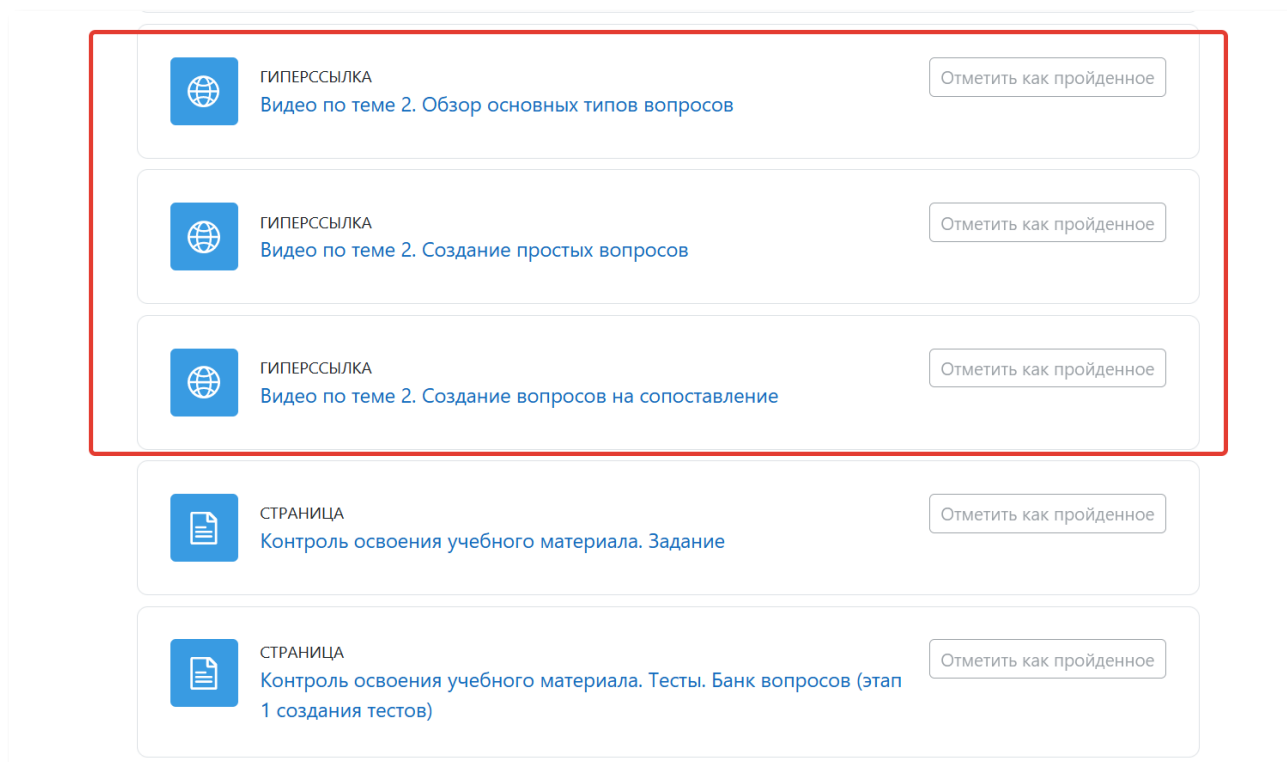 ГИПЕРССЫЛКА
Видео по теме 2. Обзор основных типов вопросов
Отметить как пройденное
ГИПЕРССЫЛКА
Видео по теме 2. Создание простых вопросов
Отметить как пройденное
ГИПЕРССЫЛКА
Видео по теме 2. Создание вопросов на сопоставление
Отметить как пройденное
СТРАНИЦА
Контроль освоения учебного материала. Задание
Отметить как пройденное
СТРАНИЦА
Контроль освоения учебного материала. Тесты. Банк вопросов (этап
1 создания тестов)
Отметить как пройденное